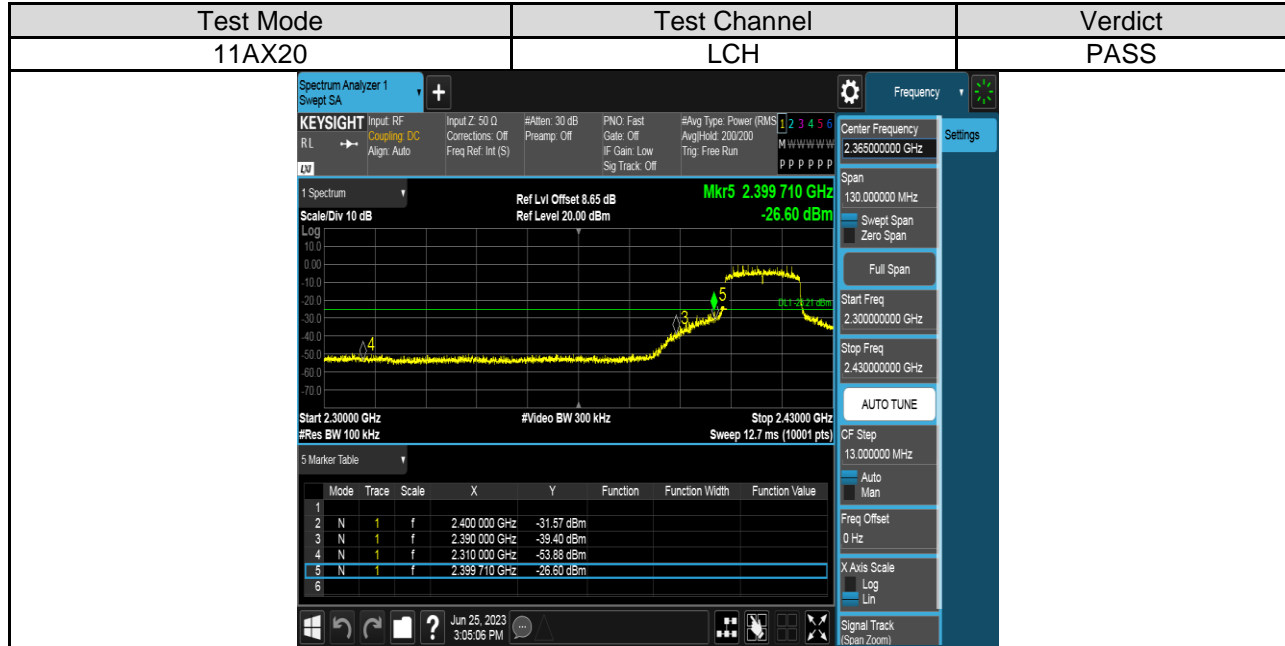 Test Mode Test Channel Verdict
11AX20 LCH PASS
Spectrum Analyzer 1
Swept SA
+
Frequency
KEYSIGHT Input: RF Input Z: 50 Ω #Atten: 30 dB PNO: Fast #Avg Type: Power (RMS 1 2 3 4 5 6
RL Coupling: DC Corrections: Off Preamp: Off Gate: Off Avg|Hold: 200/200 M W W W W W
Align: Auto Freq Ref: Int (S) IF Gain: Low Trig: Free Run
LXI Sig Track: Off P P P P P P
1 Spectrum
Ref Lvl Offset 8.65 dB
Mkr5 2.399 710 GHz
Scale/Div 10 dB
Ref Level 20.00 dBm
-26.60 dBm
Log
10.0
0.00
-10.0
-20.0
-30.0
-40.0
-50.0
-60.0
-70.0
4
3
5
Start 2.30000 GHz #Video BW 300 kHz Stop 2.43000 GHz
#Res BW 100 kHz Sweep 12.7 ms (10001 pts)
5 Marker Table
Mode Trace Scale X Y Function Function Width Function Value
1
2 N 1 f 2.400 000 GHz -31.57 dBm
3 N 1 f 2.390 000 GHz -39.40 dBm
4 N 1 f 2.310 000 GHz -53.88 dBm
5 N 1 f 2.399 710 GHz -26.60 dBm
6
? Jun 25, 2023
3:05:06 PM
Center Frequency
2.365000000 GHz
Settings
Span
130.000000 MHz
Swept Span
Zero Span
Full Span
Start Freq
2.300000000 GHz
Stop Freq
2.430000000 GHz
AUTO TUNE
CF Step
13.000000 MHz
Auto
Man
Freq Offset
0 Hz
X Axis Scale
Log
Lin
Signal Track
(Span Zoom)